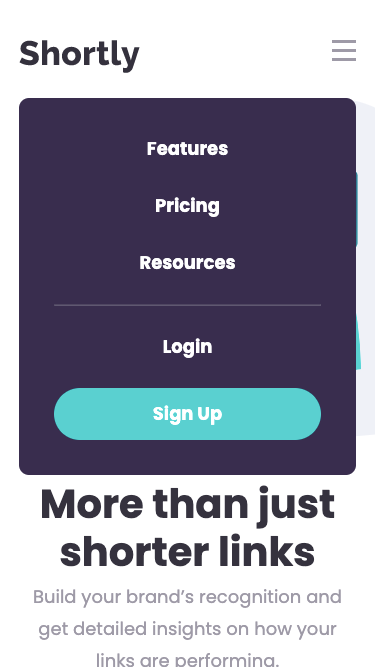 Shortly
Features
Pricing
Resources
Login
Sign Up
More than just
shorter links
Build your brand’s recognition and
get detailed insights on how your
links are performing.